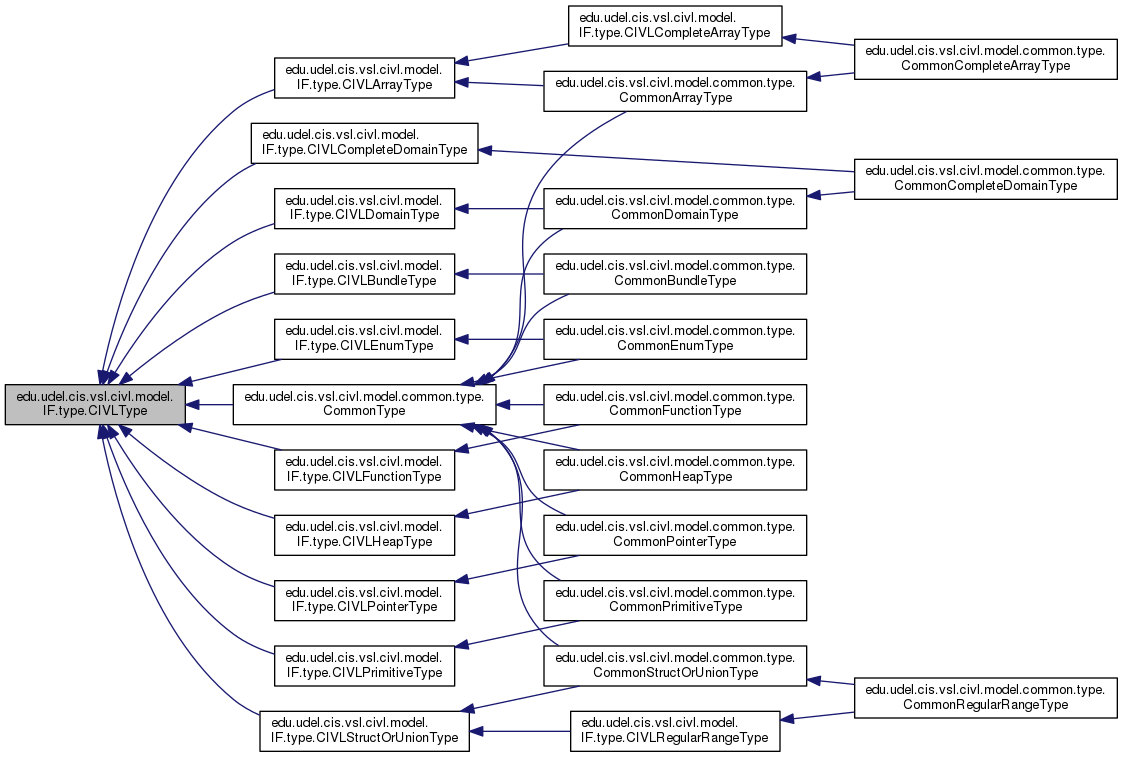 edu.udel.cis.vsl.civl.model.
IF.type.CIVLType
edu.udel.cis.vsl.civl.model.
IF.type.CIVLArrayType
edu.udel.cis.vsl.civl.model.
IF.type.CIVLCompleteDomainType
edu.udel.cis.vsl.civl.model.
IF.type.CIVLDomainType
edu.udel.cis.vsl.civl.model.
IF.type.CIVLBundleType
edu.udel.cis.vsl.civl.model.
IF.type.CIVLEnumType
edu.udel.cis.vsl.civl.model.common.type.
CommonType
edu.udel.cis.vsl.civl.model.
IF.type.CIVLFunctionType
edu.udel.cis.vsl.civl.model.
IF.type.CIVLHeapType
edu.udel.cis.vsl.civl.model.
IF.type.CIVLPointerType
edu.udel.cis.vsl.civl.model.
IF.type.CIVLPrimitiveType
edu.udel.cis.vsl.civl.model.
IF.type.CIVLStructOrUnionType
edu.udel.cis.vsl.civl.model.
IF.type.CIVLCompleteArrayType
edu.udel.cis.vsl.civl.model.common.type.
CommonArrayType
edu.udel.cis.vsl.civl.model.common.type.
CommonDomainType
edu.udel.cis.vsl.civl.model.common.type.
CommonBundleType
edu.udel.cis.vsl.civl.model.common.type.
CommonEnumType
edu.udel.cis.vsl.civl.model.common.type.
CommonFunctionType
edu.udel.cis.vsl.civl.model.common.type.
CommonHeapType
edu.udel.cis.vsl.civl.model.common.type.
CommonPointerType
edu.udel.cis.vsl.civl.model.common.type.
CommonPrimitiveType
edu.udel.cis.vsl.civl.model.common.type.
CommonStructOrUnionType
edu.udel.cis.vsl.civl.model.
IF.type.CIVLRegularRangeType
edu.udel.cis.vsl.civl.model.common.type.
CommonCompleteArrayType
edu.udel.cis.vsl.civl.model.common.type.
CommonCompleteDomainType
edu.udel.cis.vsl.civl.model.common.type.
CommonRegularRangeType